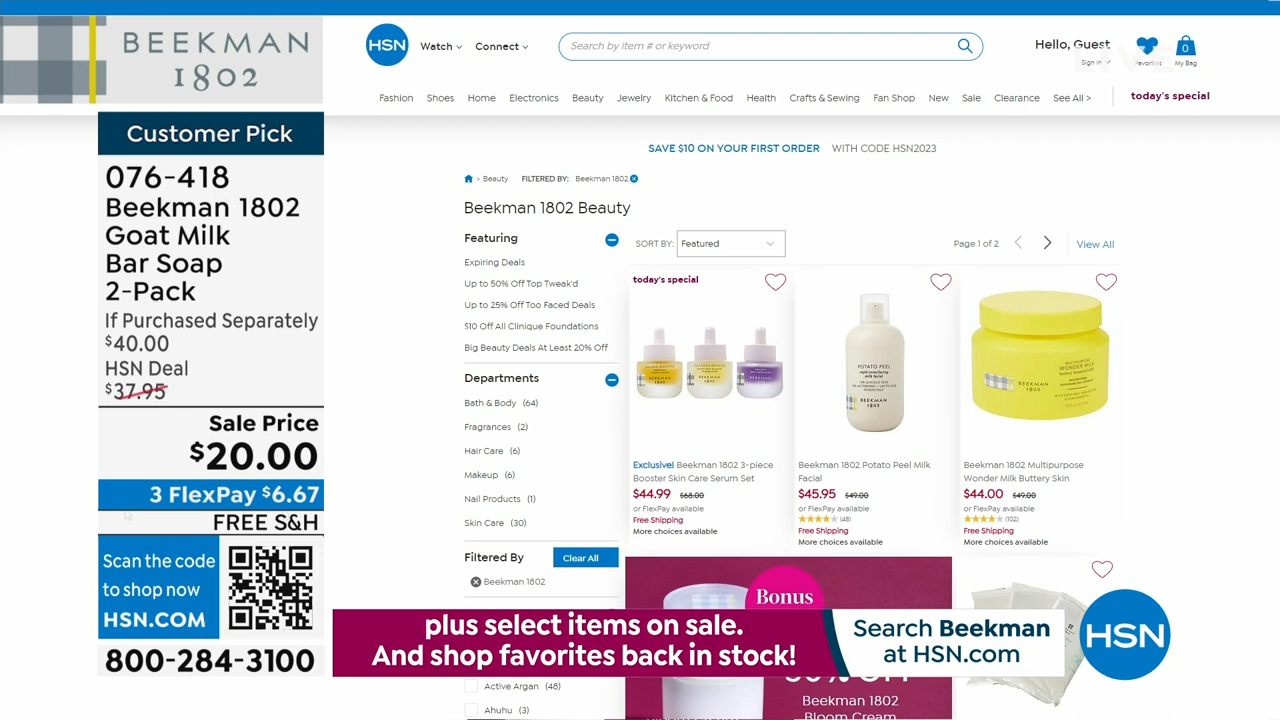 BEEKMAN
1802
Customer Pick
076-418
Beekman 1802
Goat Milk
Bar Soap
2-Pack
If Purchased Separately
$40.00
HSN Deal
$37.95
Sale Price
$20.00
3 FlexPay $6.67
FREE S&H
Scan the code
to shop now
HSN.COM
800-284-3100
HSN
Watch
Connect
Search by item # or keyword
Hello, Guest
Sign In
Favorites
0
My Bag
Fashion Shoes Home Electronics Beauty Jewelry Kitchen & Food Health Crafts & Sewing Fan Shop New Sale Clearance See All > today's special
SAVE $10 ON YOUR FIRST ORDER WITH CODE HSN2023
> Beauty FILTERED BY: Beekman 1802
Beekman 1802 Beauty
Featuring
Expiring Deals
Up to 50% Off Top Tweak'd
Up to 25% Off Too Faced Deals
$10 Off All Clinique Foundations
Big Beauty Deals At Least 20% Off
Departments
Bath & Body (64)
Fragrances (2)
Hair Care (6)
Makeup (6)
Nail Products (1)
Skin Care (30)
Filtered By
Clear All
Beekman 1802
Active Argan (48)
Ahuhu (3)
SORT BY: Featured
Page 1 of 2
View All
today's special
Exclusive! Beekman 1802 3-piece
Booster Skin Care Serum Set
$44.99 $68.00
or FlexPay available
Free Shipping
More choices available
POTATO PEEL
rapid resurfacing
milk facial
BEEKMAN
1802
Beekman 1802 Potato Peel Milk
Facial
$45.95 $49.00
or FlexPay available
(48)
Free Shipping
More choices available
WONDER MILK
BEEKMAN
1802
Beekman 1802 Multipurpose
Wonder Milk Buttery Skin
$44.00 $49.00
or FlexPay available
(102)
Free Shipping
More choices available
Bonus
Beekman 1802
Bloom Cream
plus select items on sale.
And shop favorites back in stock!
Search Beekman
at HSN.com
HSN